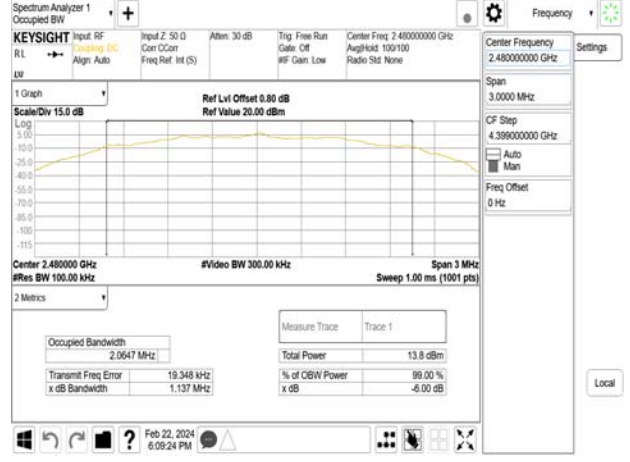 Spectrum Analyzer 1
Occupied BW
Frequency
KEYSIGHT
RL
Input: RF
Coupling: DC
Align: Auto
Input Z: 50 Ω
Corr CCorr
Freq Ref: Int (S)
Atten: 30 dB
Trig: Free Run
Gate: Off
#IF Gain: Low
Center Freq: 2.480000000 GHz
Avg|Hold: 100/100
Radio Std: None
Center Frequency
2.480000000 GHz
Settings
Span
3.0000 MHz
CF Step
4.399000000 GHz
Auto
Man
Freq Offset
0 Hz
1 Graph
Scale/Div 15.0 dB
Ref Lvl Offset 0.80 dB
Ref Value 20.00 dBm
Log
5.00
-10.0
-25.0
-40.0
-55.0
-70.0
-85.0
-100
-115
Center 2.480000 GHz
#Res BW 100.00 kHz
#Video BW 300.00 kHz
Span 3 MHz
Sweep 1.00 ms (1001 pts)
2 Metrics
Measure Trace
Trace 1
Occupied Bandwidth
2.0647 MHz
Total Power
13.8 dBm
Transmit Freq Error
19.348 kHz
% of OBW Power
99.00 %
x dB Bandwidth
1.137 MHz
x dB
-6.00 dB
Local
Feb 22, 2024
6:09:24 PM